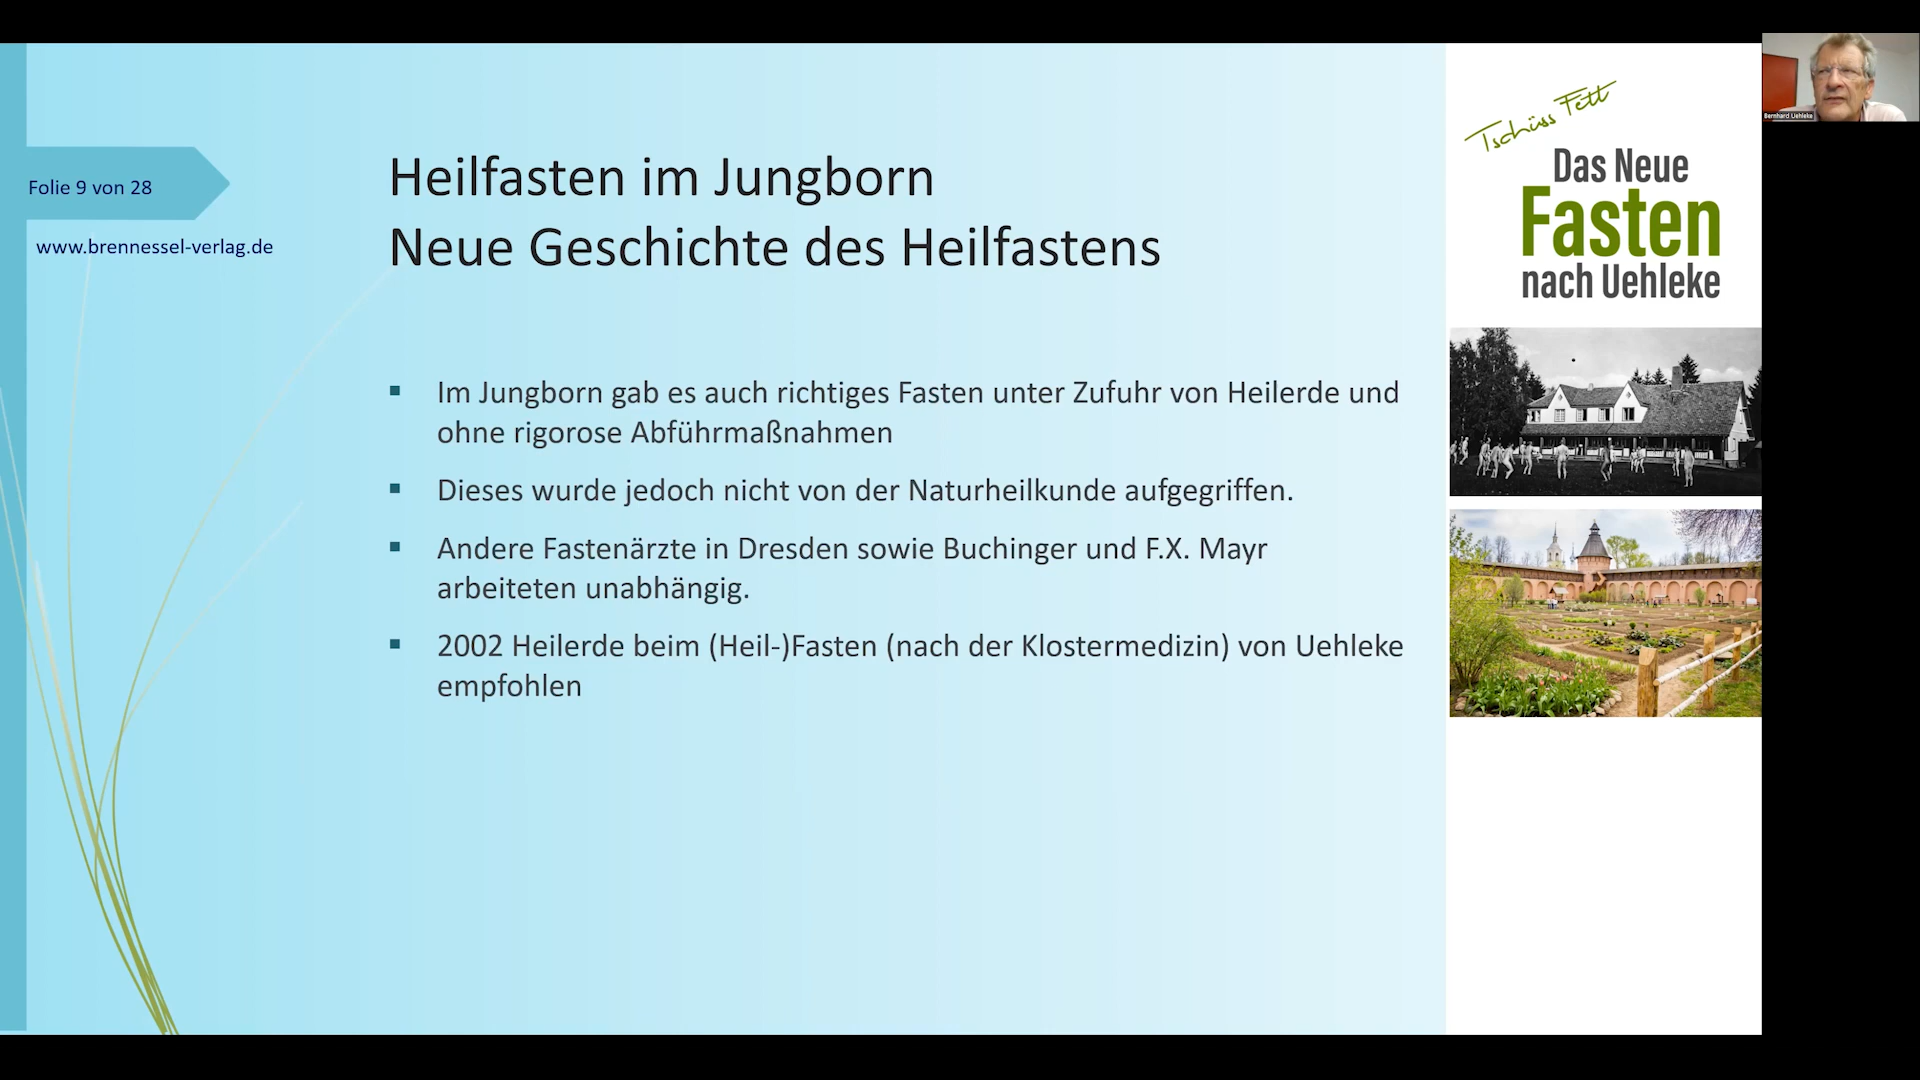 Folie 9 von 28
www.brennessel-verlag.de
Heilfasten im Jungborn
Neue Geschichte des Heilfastens
Im Jungborn gab es auch richtiges Fasten unter Zufuhr von Heilerde und
ohne rigorose Abführmaßnahmen
Dieses wurde jedoch nicht von der Naturheilkunde aufgegriffen.
Andere Fastenärzte in Dresden sowie Buchinger und F.X. Mayr
arbeiteten unabhängig.
2002 Heilerde beim (Heil-)Fasten (nach der Klostermedizin) von Uehleke
empfohlen
Tschüss Fett
Das Neue
Fasten
nach Uehleke
Bernhard Uehleke